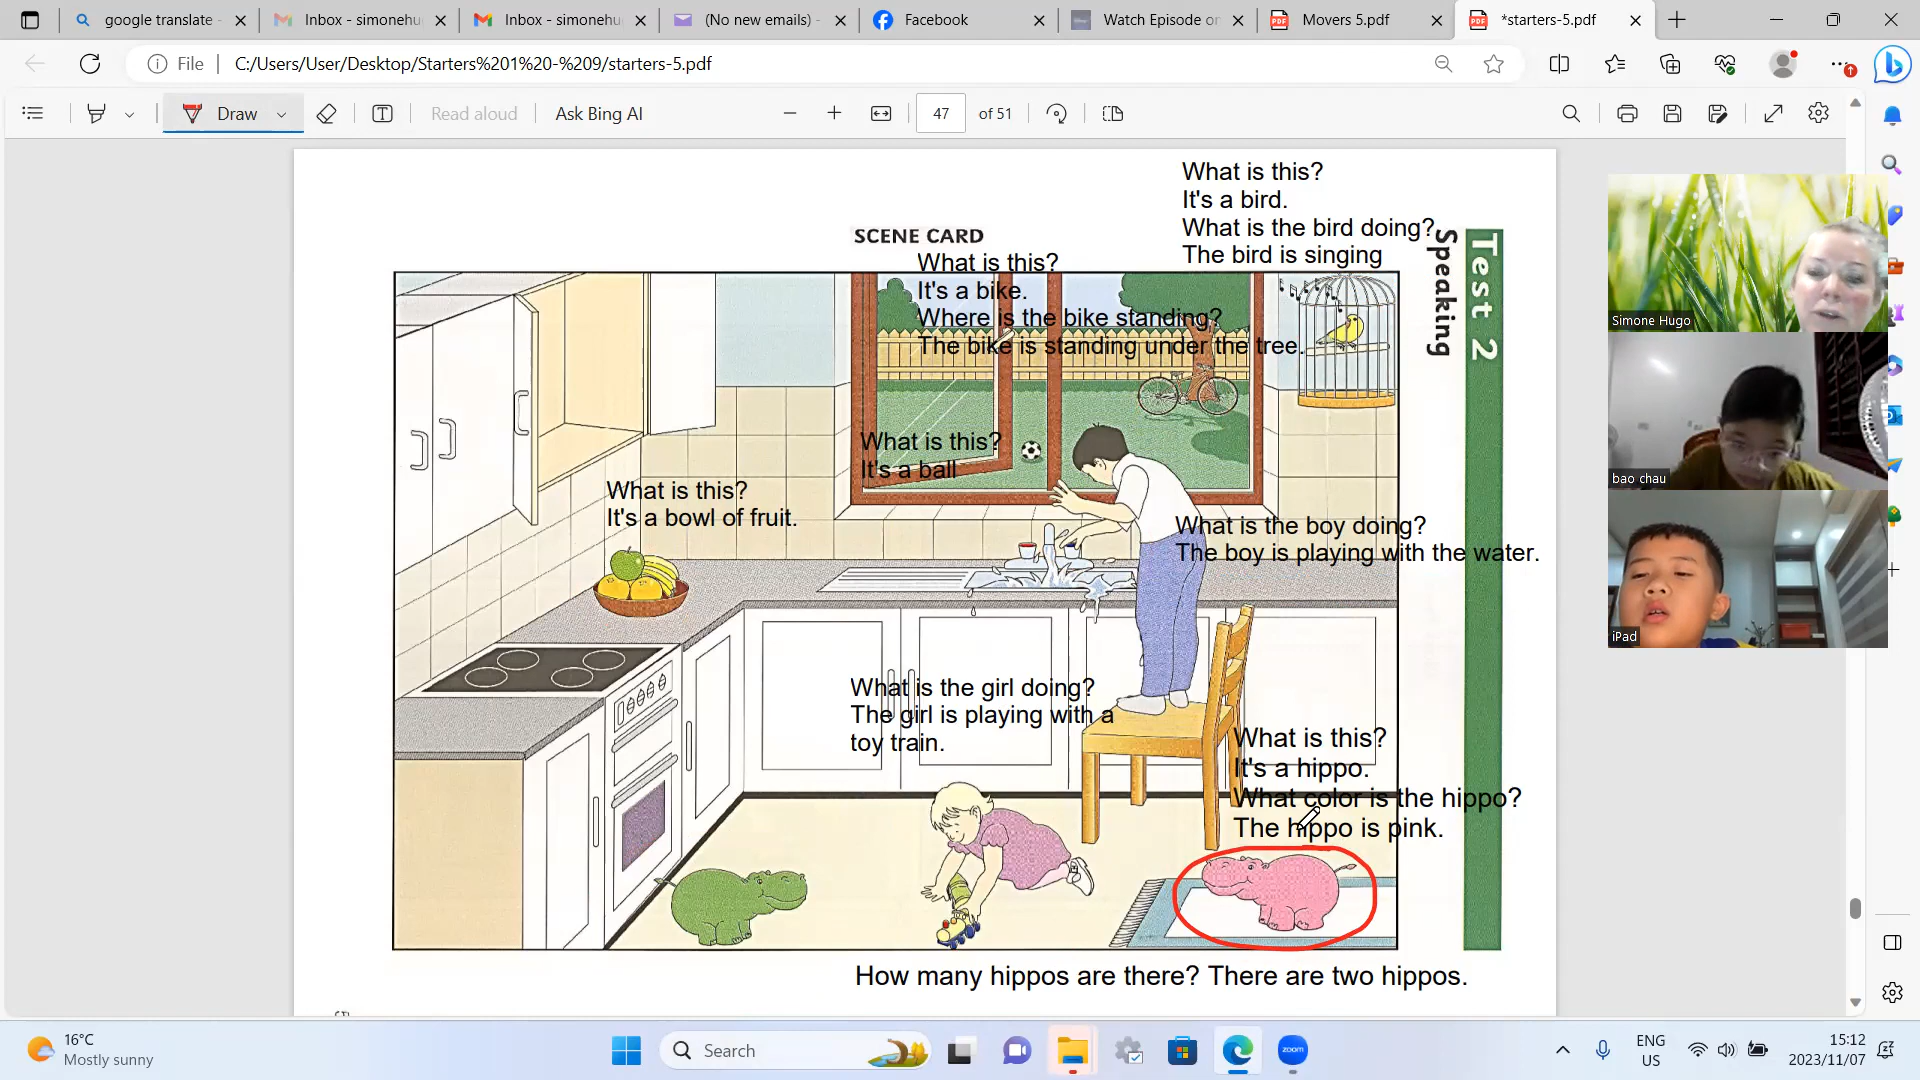 google translate -
Inbox - simonehu
Inbox - simonehu
(No new emails) -
Facebook
Watch Episode on
Movers 5.pdf
*starters-5.pdf
File
C:/Users/User/Desktop/Starters%201%20-%209/starters-5.pdf
Draw
Read aloud
Ask Bing AI
47
of 51
What is this?
It's a bird.
What is the bird doing?
The bird is singing
SCENE CARD
What is this?
It's a bike.
Where is the bike standing?
The bike is standing under the tree.
Test 2
Speaking
What is this?
It's a ball
What is this?
It's a bowl of fruit.
What is the boy doing?
The boy is playing with the water.
What is the girl doing?
The girl is playing with a
toy train.
What is this?
It's a hippo.
What color is the hippo?
The hippo is pink.
How many hippos are there? There are two hippos.
Simone Hugo
bao chau
iPad
16°C
Mostly sunny
Search
zoom
ENG
US
15:12
2023/11/07